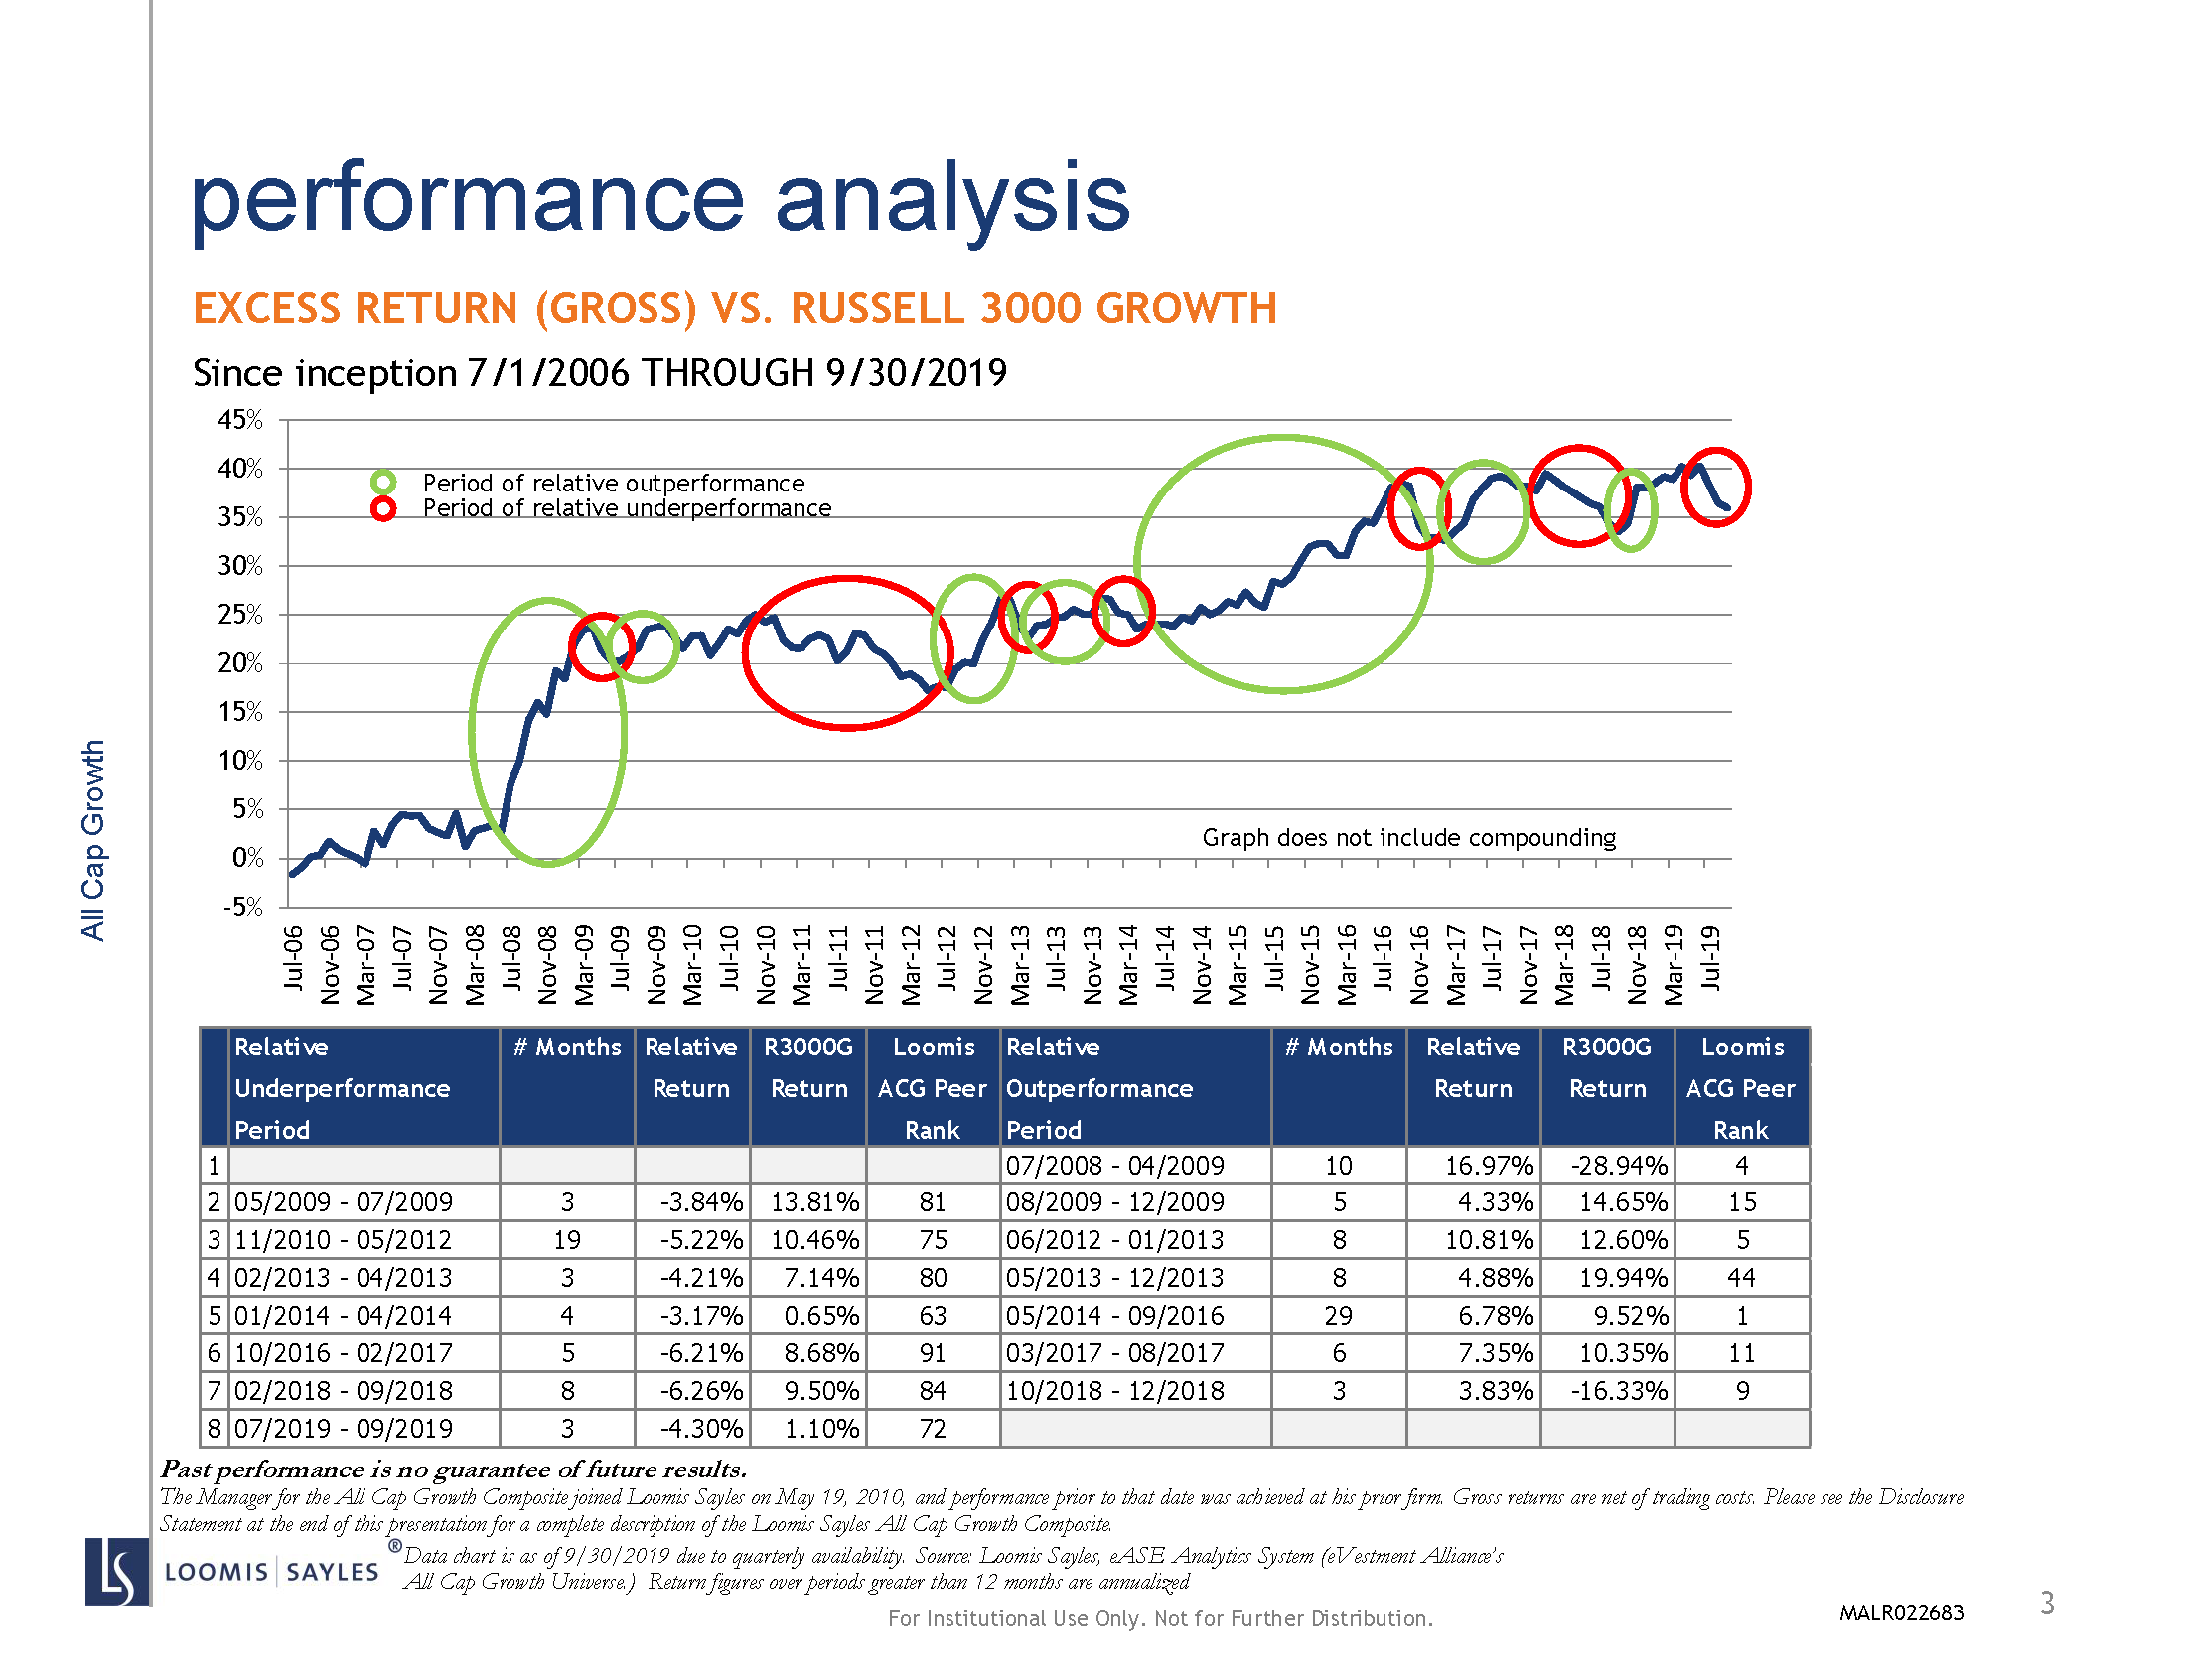 performance analysis
EXCESS RETURN (GROSS) VS. RUSSELL 3000 GROWTH
Since inception 7/1/2006 THROUGH 9/30/2019
45%
40%
35%
30%
25%
20%
15%
10%
5%
0%
-5%
Period of relative outperformance
Period of relative underperformance
Graph does not include compounding
Jul-06 Nov-06 Mar-07 Jul-07 Nov-07 Mar-08 Jul-08 Nov-08 Mar-09 Jul-09 Nov-09 Mar-10 Jul-10 Nov-10 Mar-11 Jul-11 Nov-11 Mar-12 Jul-12 Nov-12 Mar-13 Jul-13 Nov-13 Mar-14 Jul-14 Nov-14 Mar-15 Jul-15 Nov-15 Mar-16 Jul-16 Nov-16 Mar-17 Jul-17 Nov-17 Mar-18 Jul-18 Nov-18 Mar-19 Jul-19
All Cap Growth
Relative # Months Relative R3000G Loomis Relative # Months Relative R3000G Loomis
Underperformance Return Return ACG Peer Outperformance Return Return ACG Peer
Period Rank Period Rank
1 07/2008 - 04/2009 10 16.97% -28.94% 4
2 05/2009 - 07/2009 3 -3.84% 13.81% 81 08/2009 - 12/2009 5 4.33% 14.65% 15
3 11/2010 - 05/2012 19 -5.22% 10.46% 75 06/2012 - 01/2013 8 10.81% 12.60% 5
4 02/2013 - 04/2013 3 -4.21% 7.14% 80 05/2013 - 12/2013 8 4.88% 19.94% 44
5 01/2014 - 04/2014 4 -3.17% 0.65% 63 05/2014 - 09/2016 29 6.78% 9.52% 1
6 10/2016 - 02/2017 5 -6.21% 8.68% 91 03/2017 - 08/2017 6 7.35% 10.35% 11
7 02/2018 - 09/2018 8 -6.26% 9.50% 84 10/2018 - 12/2018 3 3.83% -16.33% 9
8 07/2019 - 09/2019 3 -4.30% 1.10% 72
Past performance is no guarantee of future results.
The Manager for the All Cap Growth Composite joined Loomis Sayles on May 19, 2010, and performance prior to that date was achieved at his prior firm. Gross returns are net of trading costs. Please see the Disclosure
Statement at the end of this presentation for a complete description of the Loomis Sayles All Cap Growth Composite.
LS LOOMIS | SAYLES ®
Data chart is as of 9/30/2019 due to quarterly availability. Source: Loomis Sayles, eASE Analytics System (eVestment Alliance's
All Cap Growth Universe.) Return figures over periods greater than 12 months are annualized
For Institutional Use Only. Not for Further Distribution.
MALR022683
3